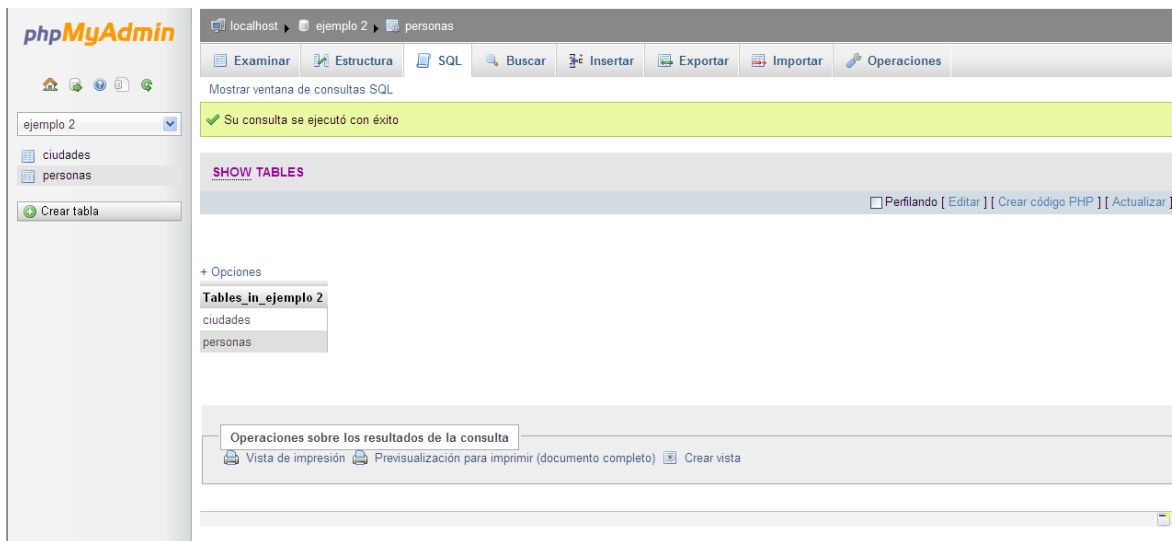 phpMyAdmin
ejemplo 2
ciudades
personas
Crear tabla
localhost ejemplo 2 personas
Examinar Estructura SQL Buscar Insertar Exportar Importar Operaciones
Mostrar ventana de consultas SQL
Su consulta se ejecutó con éxito
SHOW TABLES
Perfilando [ Editar ] [ Crear código PHP ] [ Actualizar ]
+ Opciones
Tables_in_ejemplo 2
ciudades
personas
Operaciones sobre los resultados de la consulta
Vista de impresión Previsualización para imprimir (documento completo) Crear vista